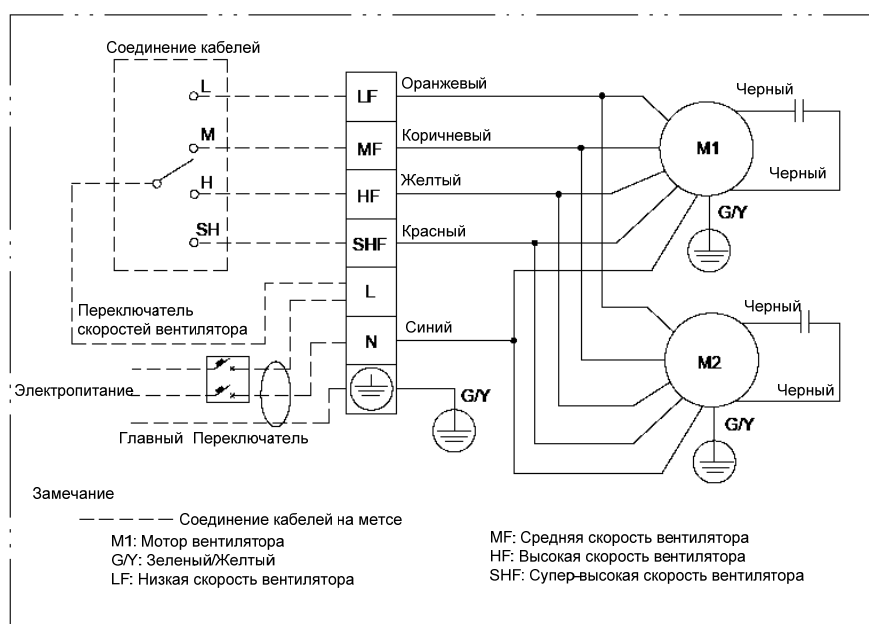 Соединение кабелей
L
M
H
SH
LF
MF
HF
SHF
L
N
Оранжевый
Коричневый
Желтый
Красный
Синий
M1
Черный
Черный
G/Y
M2
Черный
Черный
G/Y
G/Y
Переключатель
скоростей вентилятора
Электропитание
Главный Переключатель
Замечание
Соединение кабелей на метсе
M1: Мотор вентилятора
G/Y: Зеленый/Желтый
LF: Низкая скорость вентилятора
MF: Средняя скорость вентилятора
HF: Высокая скорость вентилятора
SHF: Супер-высокая скорость вентилятора